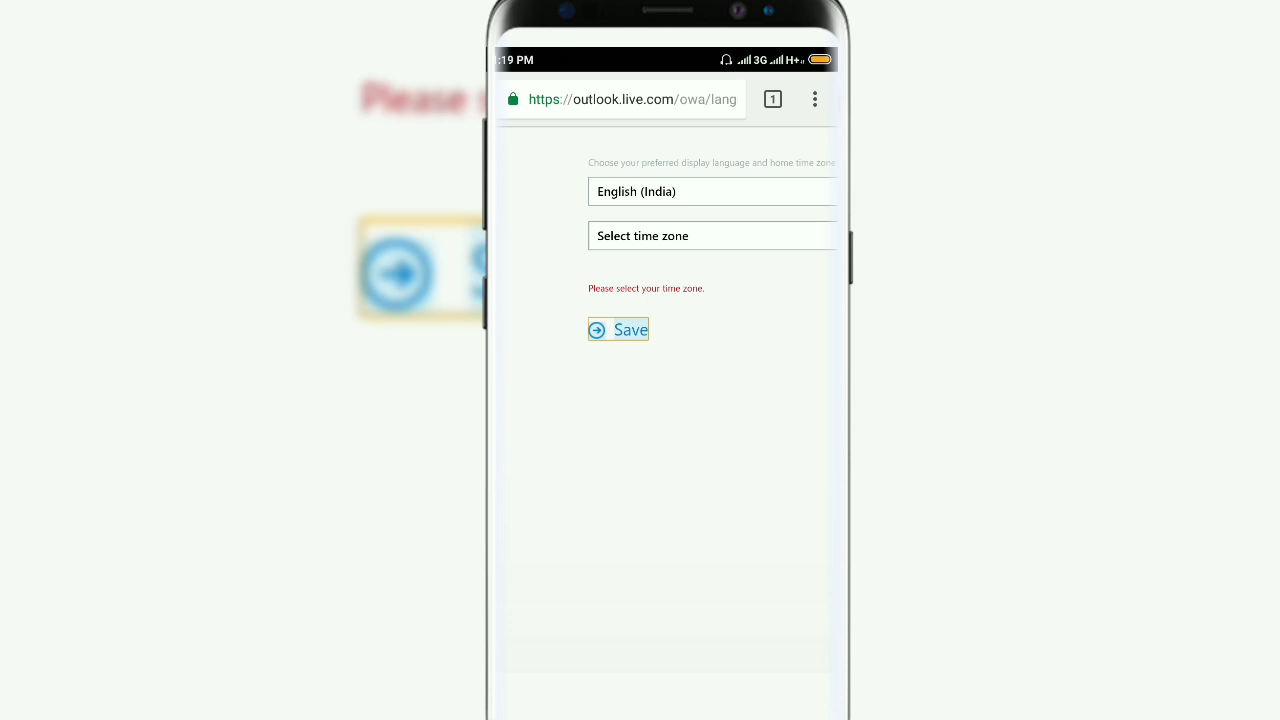 :19 PM 3G H+
https://outlook.live.com/owa/lang 1
Choose your preferred display language and home time zone
English (India)
Select time zone
Please select your time zone.
Save
Please